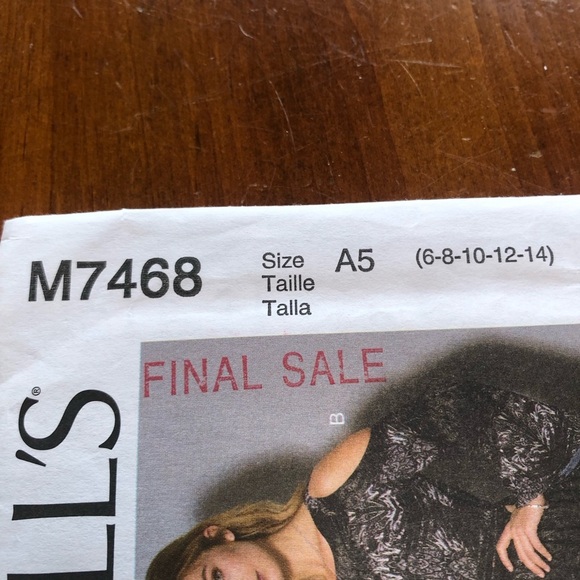 M7468
Size A5 (6-8-10-12-14)
Taille
Talla
FINAL SALE
B
LL'S®